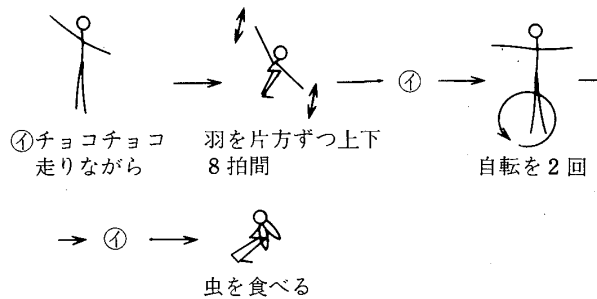 ㋑
㋑チョコチョコ
走りながら
羽を片方ずつ上下
8拍間
自転を2回
㋑
虫を食べる